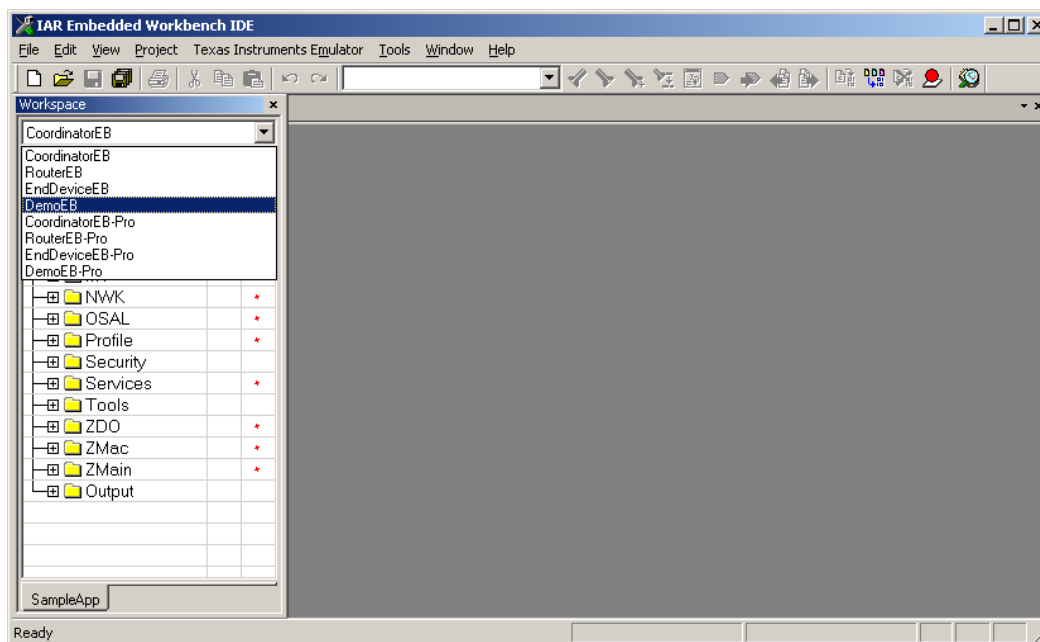 IAR Embedded Workbench IDE
File Edit View Project Texas Instruments Emulator Tools Window Help
Workspace
CoordinatorEB
CoordinatorEB
RouterEB
EndDeviceEB
DemoEB
CoordinatorEB-Pro
RouterEB-Pro
EndDeviceEB-Pro
DemoEB-Pro
NWK
OSAL
Profile
Security
Services
Tools
ZDO
ZMac
ZMain
Output
SampleApp
Ready